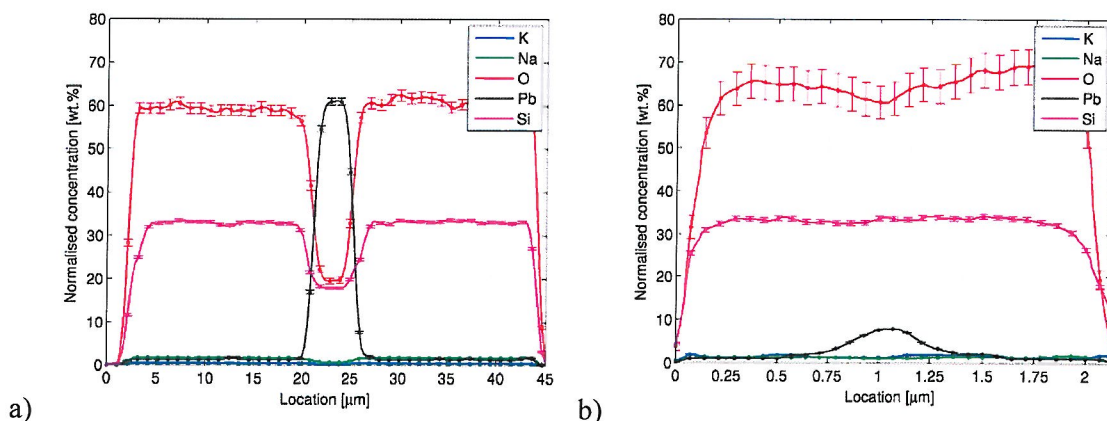 80
70
60
50
40
30
20
10
0
Normalised concentration [wt.%]
0 5 10 15 20 25 30 35 40 45
Location [μm]
K
Na
O
Pb
Si
a)
80
70
60
50
40
30
20
10
0
Normalised concentration [wt.%]
0 0.25 0.5 0.75 1 1.25 1.5 1.75 2
Location [μm]
K
Na
O
Pb
Si
b)